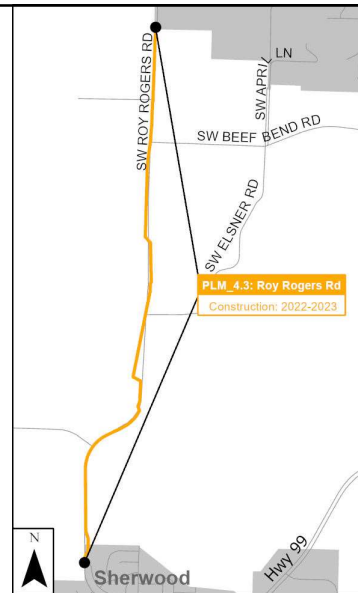 SW ROY ROGERS RD
SW APRIL
LN
SW BEEF BEND RD
SW ELSNER RD
PLM_4.3: Roy Rogers Rd
Construction: 2022-2023
Hwy 99
N
Sherwood